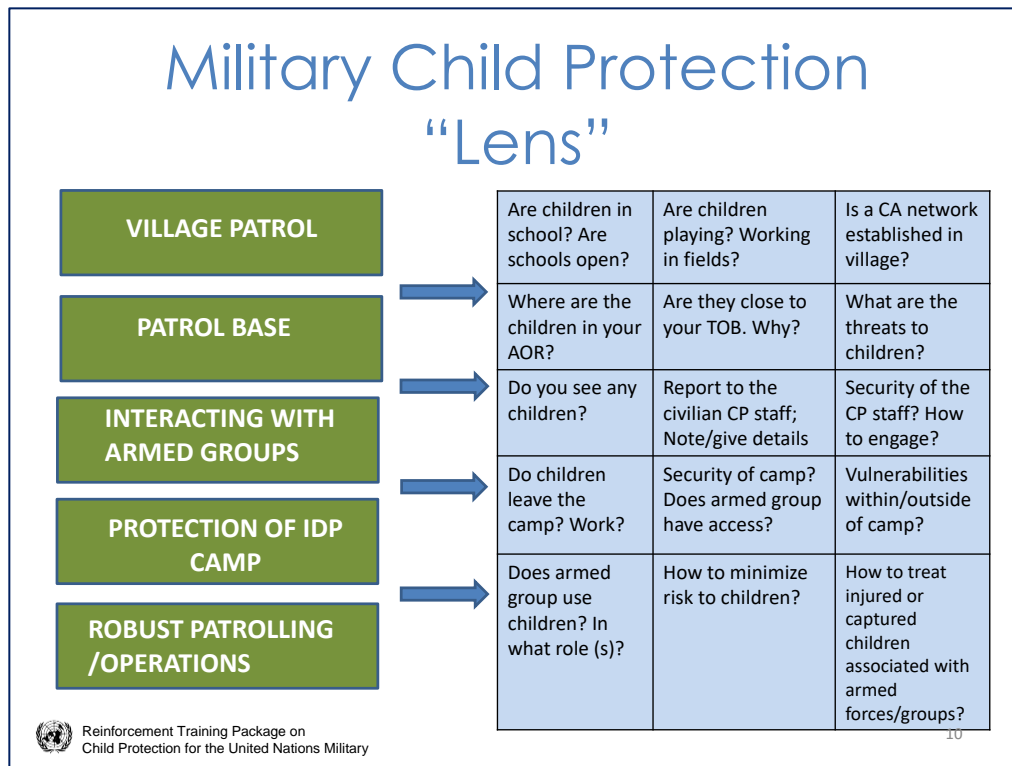 Military Child Protection
“Lens”
VILLAGE PATROL
PATROL BASE
INTERACTING WITH
ARMED GROUPS
PROTECTION OF IDP
CAMP
ROBUST PATROLLING
/OPERATIONS
Are children in
school? Are
schools open?
Are children
playing? Working
in fields?
Is a CA network
established in
village?
Where are the
children in your
AOR?
Are they close to
your TOB. Why?
What are the
threats to
children?
Do you see any
children?
Report to the
civilian CP staff;
Note/give details
Security of the
CP staff? How
to engage?
Do children
leave the
camp? Work?
Security of camp?
Does armed group
have access?
Vulnerabilities
within/outside
of camp?
Does armed
group use
children? In
what role (s)?
How to minimize
risk to children?
How to treat
injured or
captured
children
associated with
armed
forces/groups?
Reinforcement Training Package on
Child Protection for the United Nations Military
10